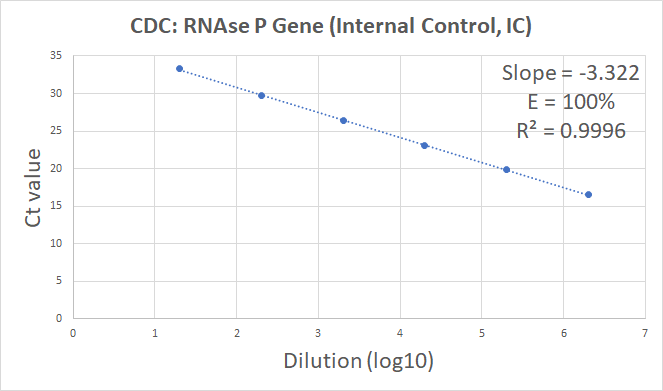 CDC: RNAse P Gene (Internal Control, IC)
Slope = -3.322
E = 100%
R² = 0.9996
Ct value
35
30
25
20
15
10
5
0
0 1 2 3 4 5 6 7
Dilution (log10)